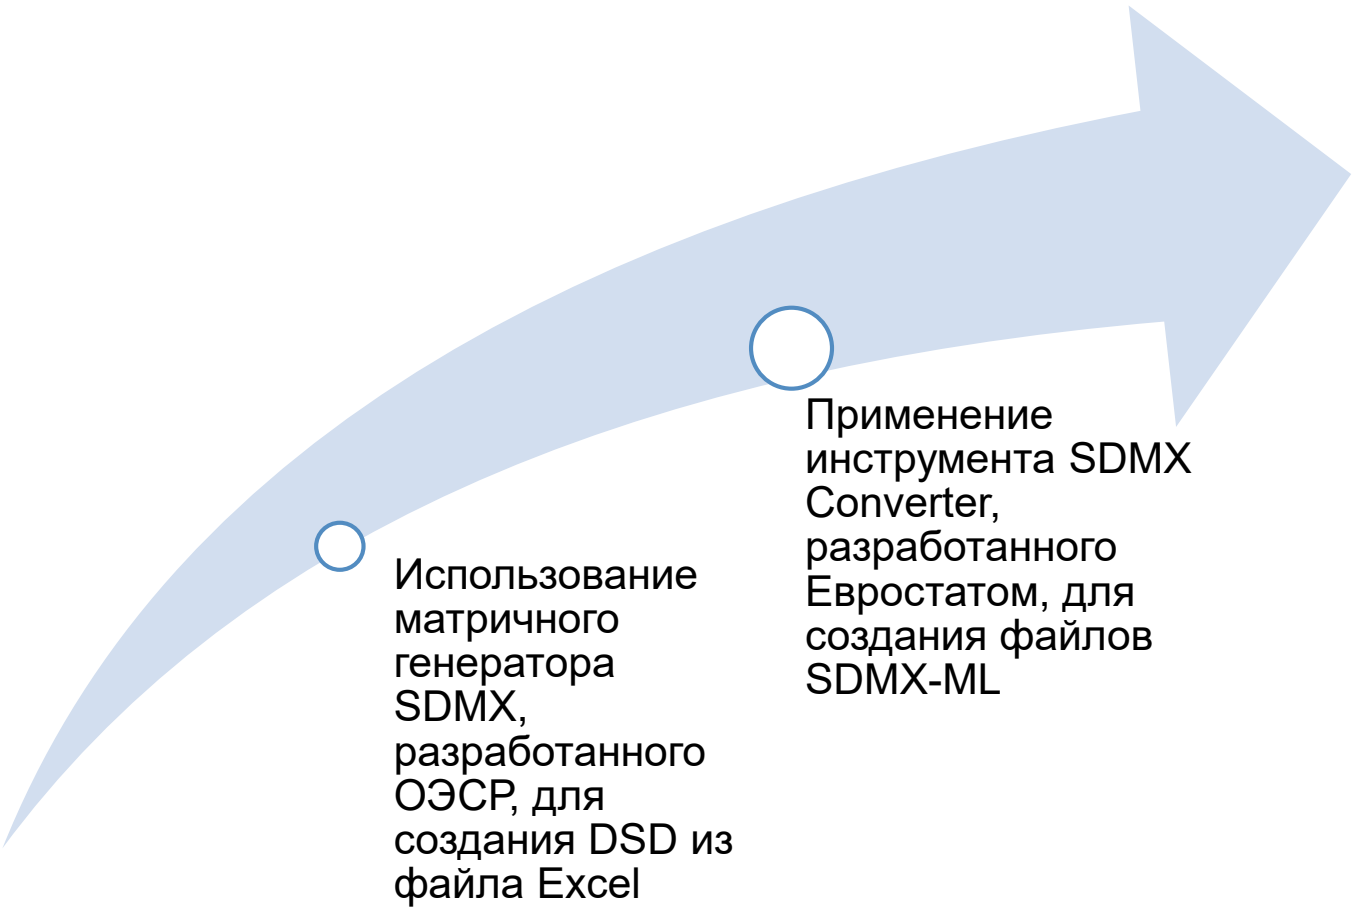 Использование
матричного
генератора
SDMX,
разработанного
ОЭСР, для
создания DSD из
файла Excel
Применение
инструмента SDMX
Converter,
разработанного
Евростатом, для
создания файлов
SDMX-ML